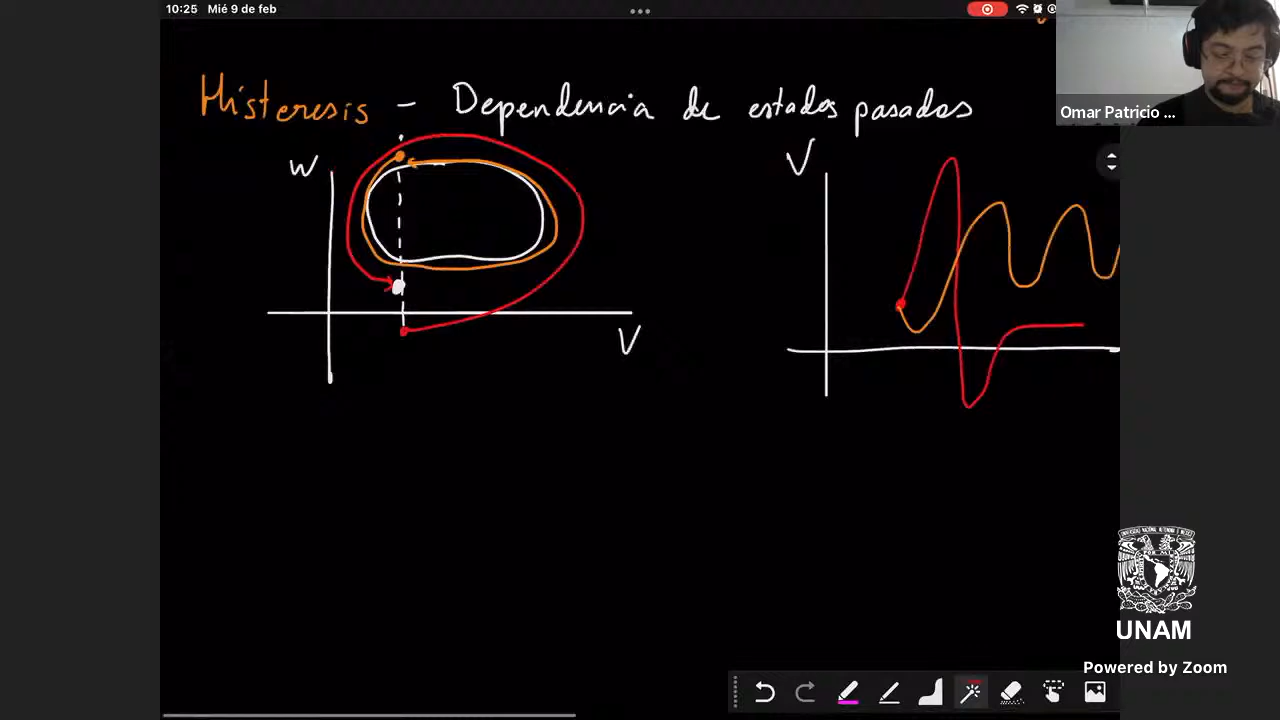 10:25 Mié 9 de feb
Omar Patricio ...
Histeresis - Dependencia de estados pasados
W
V
V
UNAM
Powered by Zoom